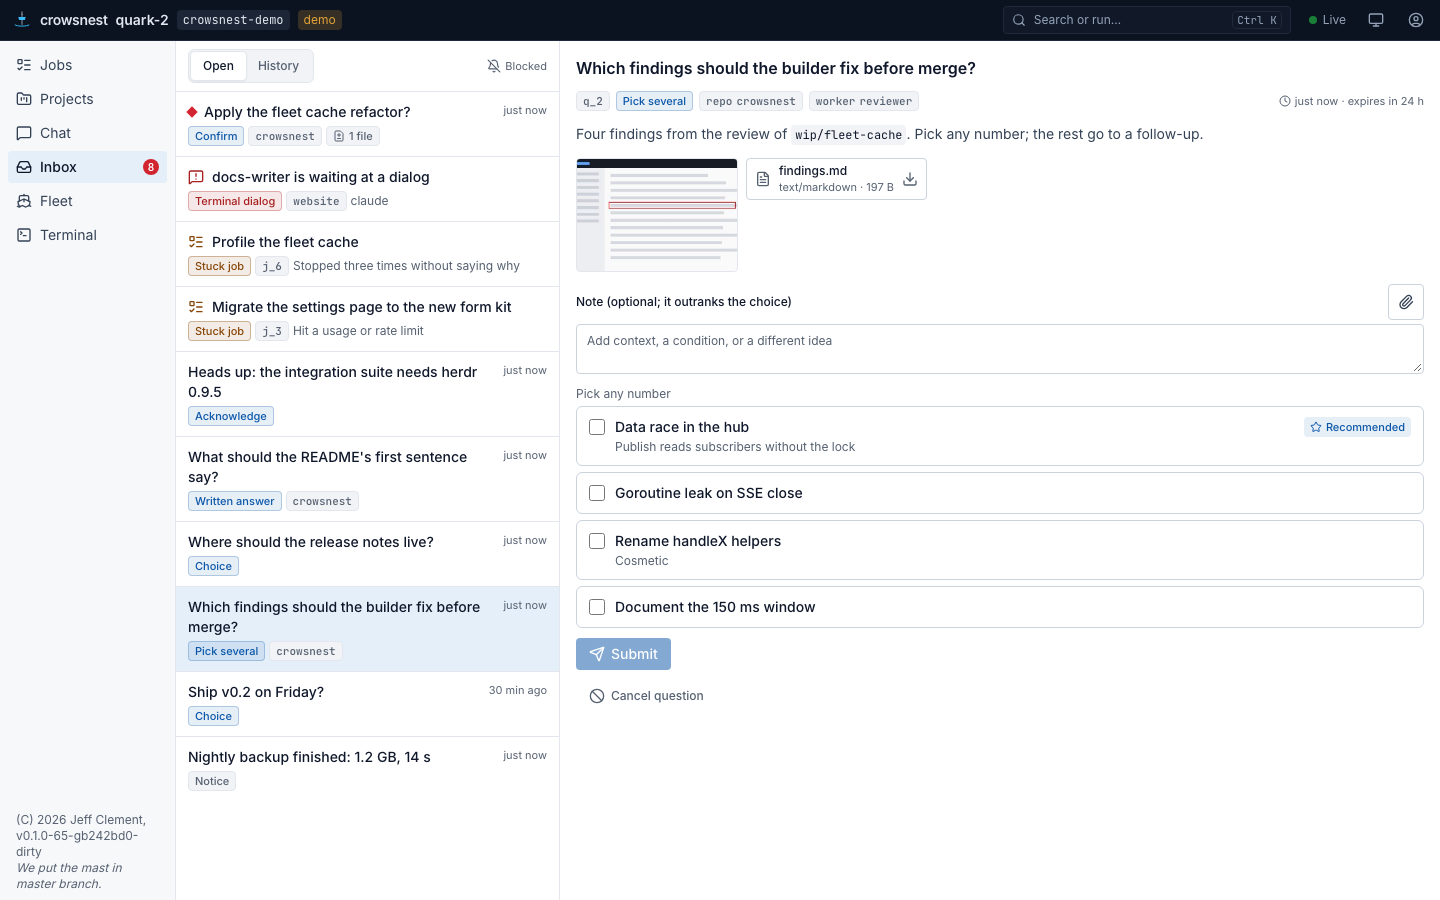 crowsnest quark-2 crowsnest-demo demo
Search or run... Ctrl K
Live
Jobs
Projects
Chat
Inbox 8
Fleet
Terminal
(C) 2026 Jeff Clement,
v0.1.0-65-gb242bd0-
dirty
We put the mast in
master branch.
Open History
Blocked
Apply the fleet cache refactor? just now
Confirm crowsnest 1 file
docs-writer is waiting at a dialog
Terminal dialog website claude
Profile the fleet cache
Stuck job j_6 Stopped three times without saying why
Migrate the settings page to the new form kit
Stuck job j_3 Hit a usage or rate limit
Heads up: the integration suite needs herdr just now
0.9.5
Acknowledge
What should the README's first sentence just now
say?
Written answer crowsnest
Where should the release notes live? just now
Choice
Which findings should the builder fix before just now
merge?
Pick several crowsnest
Ship v0.2 on Friday? 30 min ago
Choice
Nightly backup finished: 1.2 GB, 14 s just now
Notice
Which findings should the builder fix before merge?
q_2 Pick several repo crowsnest worker reviewer just now · expires in 24 h
Four findings from the review of wip/fleet-cache. Pick any number; the rest go to a follow-up.
findings.md
text/markdown · 197 B
Note (optional; it outranks the choice)
Add context, a condition, or a different idea
Pick any number
Data race in the hub Recommended
Publish reads subscribers without the lock
Goroutine leak on SSE close
Rename handleX helpers
Cosmetic
Document the 150 ms window
Submit
Cancel question